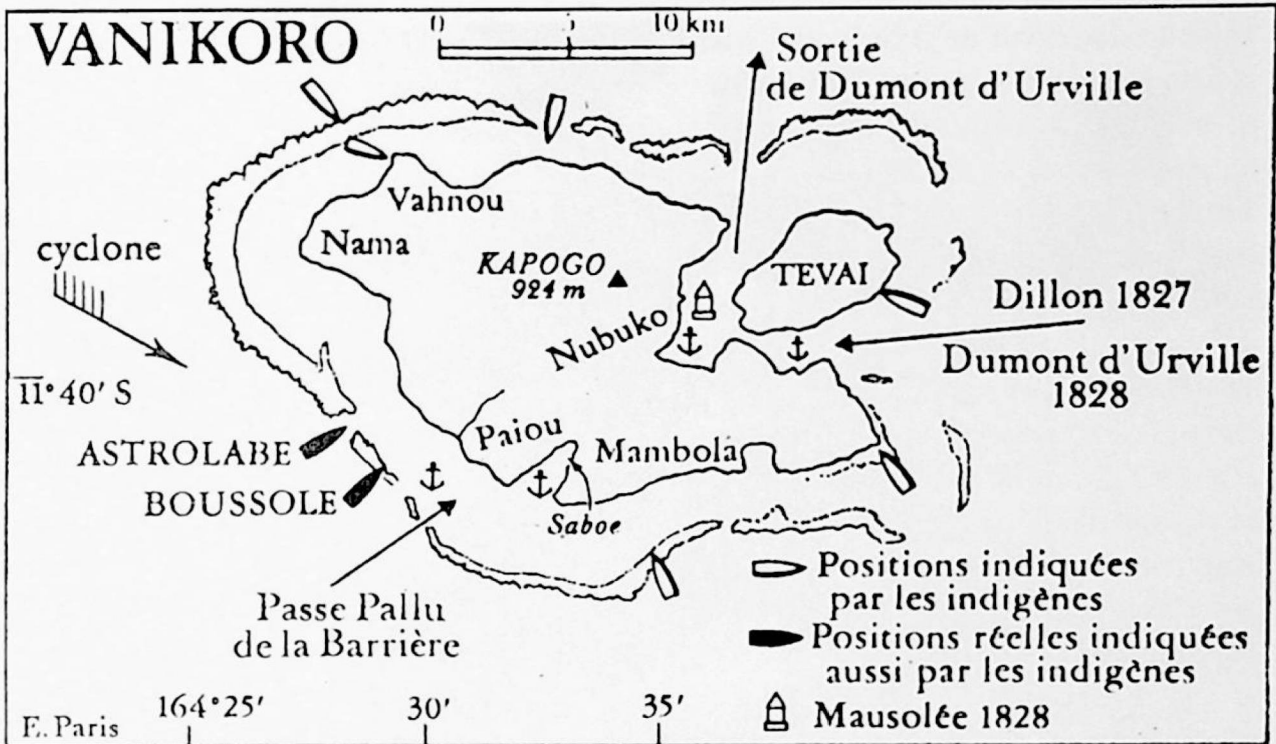 VANIKORO
0 5 10 km
Sortie
de Dumont d'Urville
Vahnou
Nama
cyclone
KAPOGO
924 m
TEVAI
Nubuko
Dillon 1827
Dumont d'Urville
1828
11°40' S
ASTROLABE
BOUSSOLE
Paiou
Mambola
Saboe
Passe Pallu
de la Barrière
Positions indiquées
par les indigènes
Positions réelles indiquées
aussi par les indigènes
Mausolée 1828
164°25' 30' 35'
E. Paris